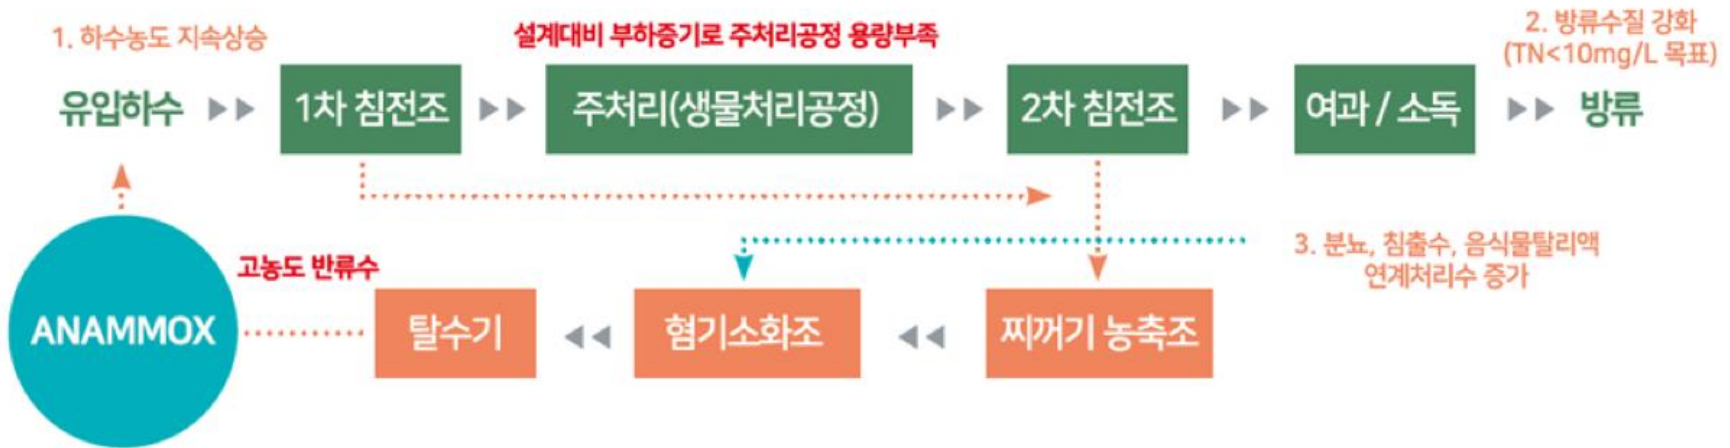 1. 하수농도 지속상승
설계대비 부하증기로 주처리공정 용량부족
2. 방류수질 강화
(TN<10mg/L 목표)
유입하수
1차 침전조
주처리(생물처리공정)
2차 침전조
여과 / 소독
방류
3. 분뇨, 침출수, 음식물탈리액
연계처리수 증가
고농도 반류수
ANAMMOX
탈수기
혐기소화조
찌꺼기 농축조